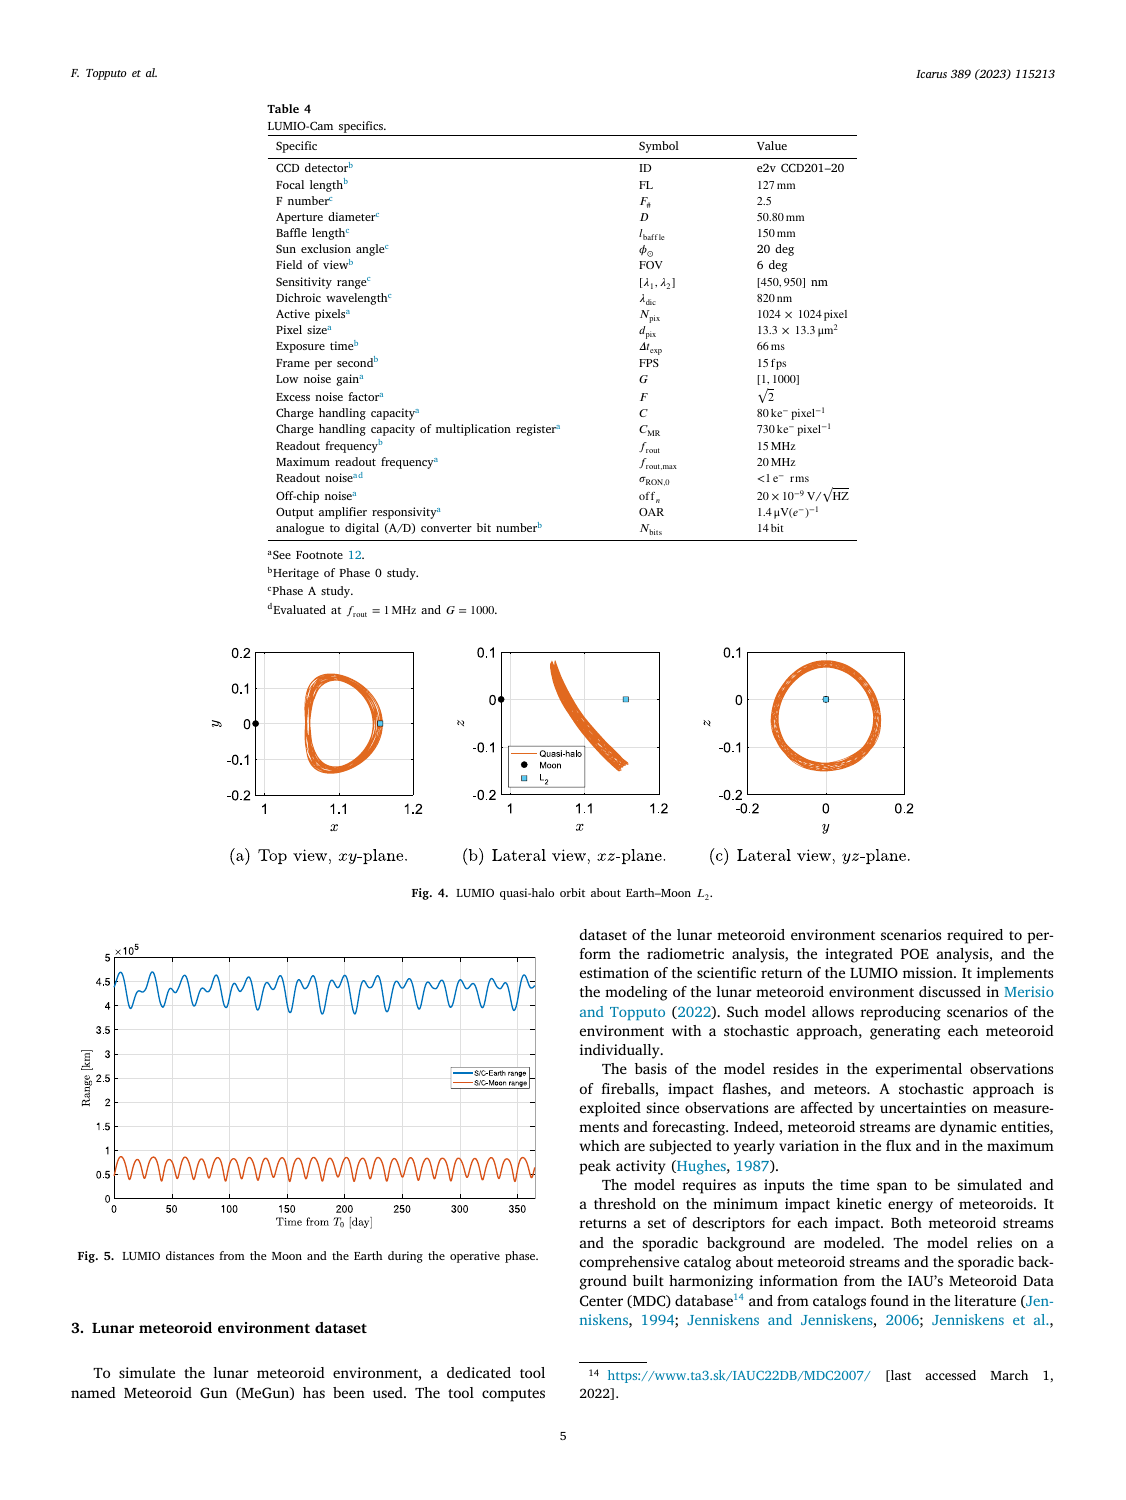 F. Topputo et al.
Icarus 389 (2023) 115213
Table 4
LUMIO-Cam specifics.
Specific Symbol Value
CCD detectorᵇ ID e2v CCD201–20
Focal lengthᵇ FL 127 mm
F numberᶜ F# 2.5
Aperture diameterᶜ D 50.80 mm
Baffle lengthᶜ l_baffle 150 mm
Sun exclusion angleᶜ ϕ_⊙ 20 deg
Field of viewᵇ FOV 6 deg
Sensitivity rangeᶜ [λ₁, λ₂] [450, 950] nm
Dichroic wavelengthᶜ λ_dic 820 nm
Active pixelsᵃ N_pix 1024 × 1024 pixel
Pixel sizeᵃ d_pix 13.3 × 13.3 μm²
Exposure timeᵇ Δt_exp 66 ms
Frame per secondᵇ FPS 15 fps
Low noise gainᵃ G [1, 1000]
Excess noise factorᵃ F √2
Charge handling capacityᵃ C 80 ke⁻ pixel⁻¹
Charge handling capacity of multiplication registerᵃ C_MR 730 ke⁻ pixel⁻¹
Readout frequencyᵇ f_rout 15 MHz
Maximum readout frequencyᵃ f_rout,max 20 MHz
Readout noiseᵃᵈ σ_RON,0 <1 e⁻ rms
Off-chip noiseᵃ off_n 20 × 10⁻⁹ V/√HZ
Output amplifier responsivityᵃ OAR 1.4 μV(e⁻)⁻¹
analogue to digital (A/D) converter bit numberᵇ N_bits 14 bit
ᵃSee Footnote 12.
ᵇHeritage of Phase 0 study.
ᶜPhase A study.
ᵈEvaluated at f_rout = 1 MHz and G = 1000.
0.2
0.1
0
-0.1
-0.2
y
1 1.1 1.2
x
(a) Top view, xy-plane.
0.1
0
-0.1
-0.2
z
Quasi-halo
Moon
L₂
1 1.1 1.2
x
(b) Lateral view, xz-plane.
0.1
0
-0.1
-0.2
z
-0.2 0 0.2
y
(c) Lateral view, yz-plane.
Fig. 4. LUMIO quasi-halo orbit about Earth–Moon L₂.
×10⁵
5
4.5
4
3.5
3
2.5
2
1.5
1
0.5
0
Range [km]
S/C-Earth range
S/C-Moon range
0 50 100 150 200 250 300 350
Time from T₀ [day]
Fig. 5. LUMIO distances from the Moon and the Earth during the operative phase.
3. Lunar meteoroid environment dataset
To simulate the lunar meteoroid environment, a dedicated tool
named Meteoroid Gun (MeGun) has been used. The tool computes
dataset of the lunar meteoroid environment scenarios required to per-
form the radiometric analysis, the integrated POE analysis, and the
estimation of the scientific return of the LUMIO mission. It implements
the modeling of the lunar meteoroid environment discussed in Merisio
and Topputo (2022). Such model allows reproducing scenarios of the
environment with a stochastic approach, generating each meteoroid
individually.
The basis of the model resides in the experimental observations
of fireballs, impact flashes, and meteors. A stochastic approach is
exploited since observations are affected by uncertainties on measure-
ments and forecasting. Indeed, meteoroid streams are dynamic entities,
which are subjected to yearly variation in the flux and in the maximum
peak activity (Hughes, 1987).
The model requires as inputs the time span to be simulated and
a threshold on the minimum impact kinetic energy of meteoroids. It
returns a set of descriptors for each impact. Both meteoroid streams
and the sporadic background are modeled. The model relies on a
comprehensive catalog about meteoroid streams and the sporadic back-
ground built harmonizing information from the IAU's Meteoroid Data
Center (MDC) database¹⁴ and from catalogs found in the literature (Jen-
niskens, 1994; Jenniskens and Jenniskens, 2006; Jenniskens et al.,
¹⁴ https://www.ta3.sk/IAUC22DB/MDC2007/ [last accessed March 1,
2022].
5